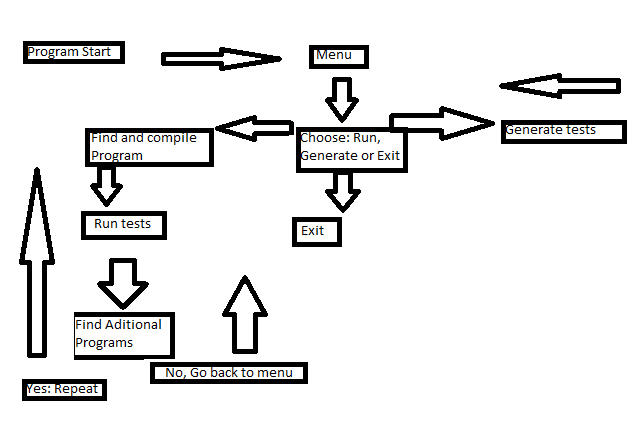 Program Start
Menu
Generate tests
Choose: Run,
Generate or Exit
Find and compile
Program
Run tests
Exit
Find Aditional
Programs
No, Go back to menu
Yes: Repeat